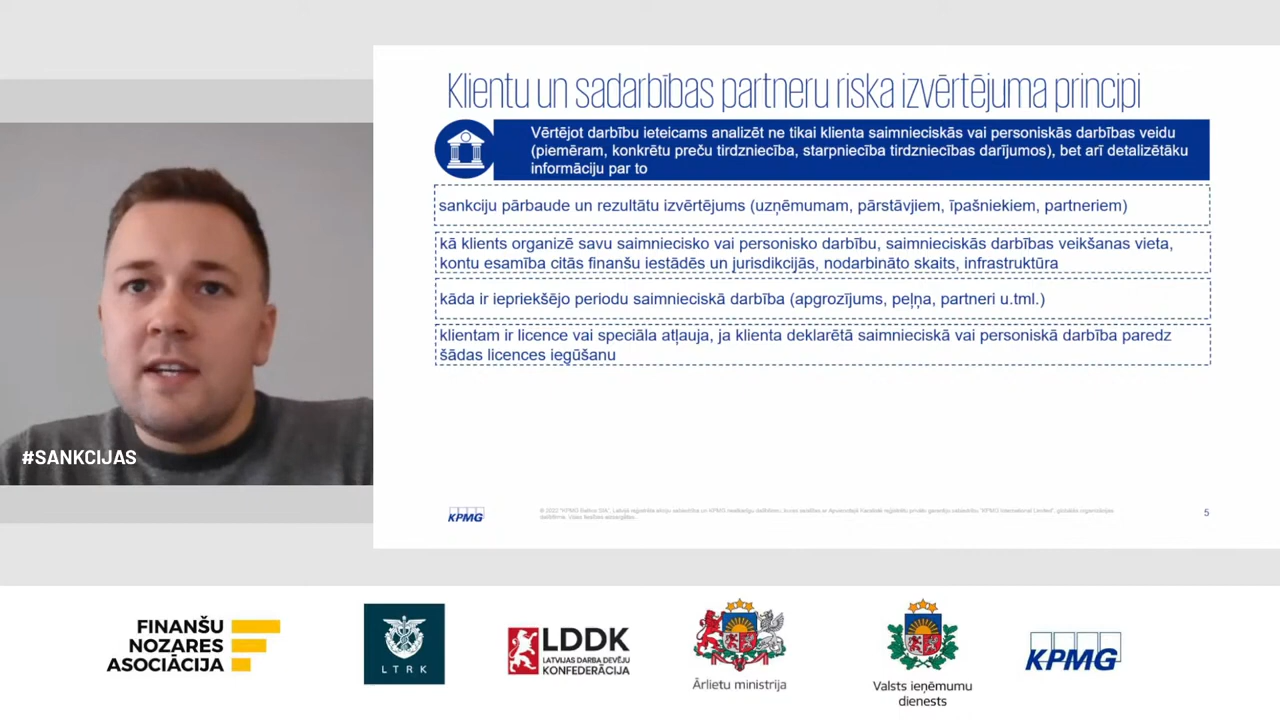 Klientu un sadarbības partneru riska izvērtējuma principi
Vērtējot darbību ieteicams analizēt ne tikai klienta saimnieciskās vai personiskās darbības veidu
(piemēram, konkrētu preču tirdzniecība, starpniecība tirdzniecības darījumos), bet arī detalizētāku
informāciju par to
sankciju pārbaude un rezultātu izvērtējums (uzņēmumam, pārstāvjiem, īpašniekiem, partneriem)
kā klients organizē savu saimniecisko vai personisko darbību, saimnieciskās darbības veikšanas vieta,
kontu esamība citās finanšu iestādēs un jurisdikcijās, nodarbināto skaits, infrastruktūra
kāda ir iepriekšējo periodu saimnieciskā darbība (apgrozījums, peļņa, partneri u.tml.)
klientam ir licence vai speciāla atļauja, ja klienta deklarētā saimnieciskā vai personiskā darbība paredz
šādas licences iegūšanu
#SANKCIJAS
KPMG
5
FINANŠU
NOZARES
ASOCIĀCIJA
LTRK
LDDK
LATVIJAS DARBA DEVĒJU
KONFEDERĀCIJA
Ārlietu ministrija
Valsts ieņēmumu
dienests
KPMG